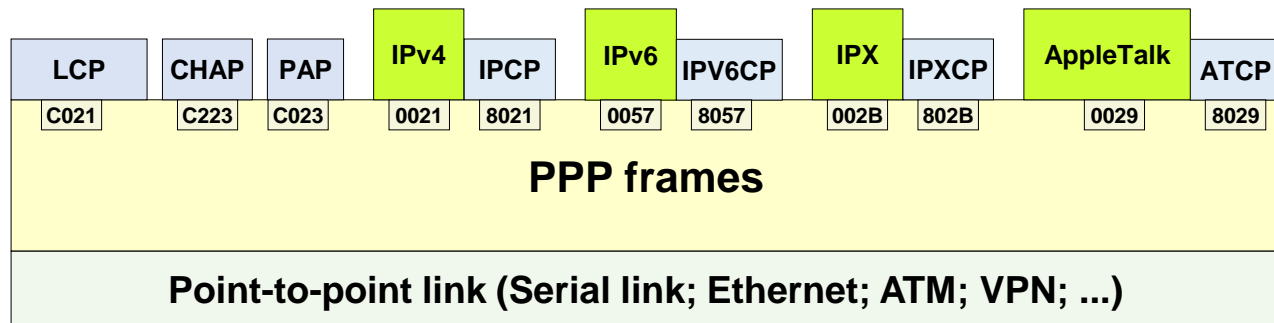 LCP CHAP PAP IPv4 IPCP IPv6 IPV6CP IPX IPXCP AppleTalk ATCP
C021 C223 C023 0021 8021 0057 8057 002B 802B 0029 8029
PPP frames
Point-to-point link (Serial link; Ethernet; ATM; VPN; ...)